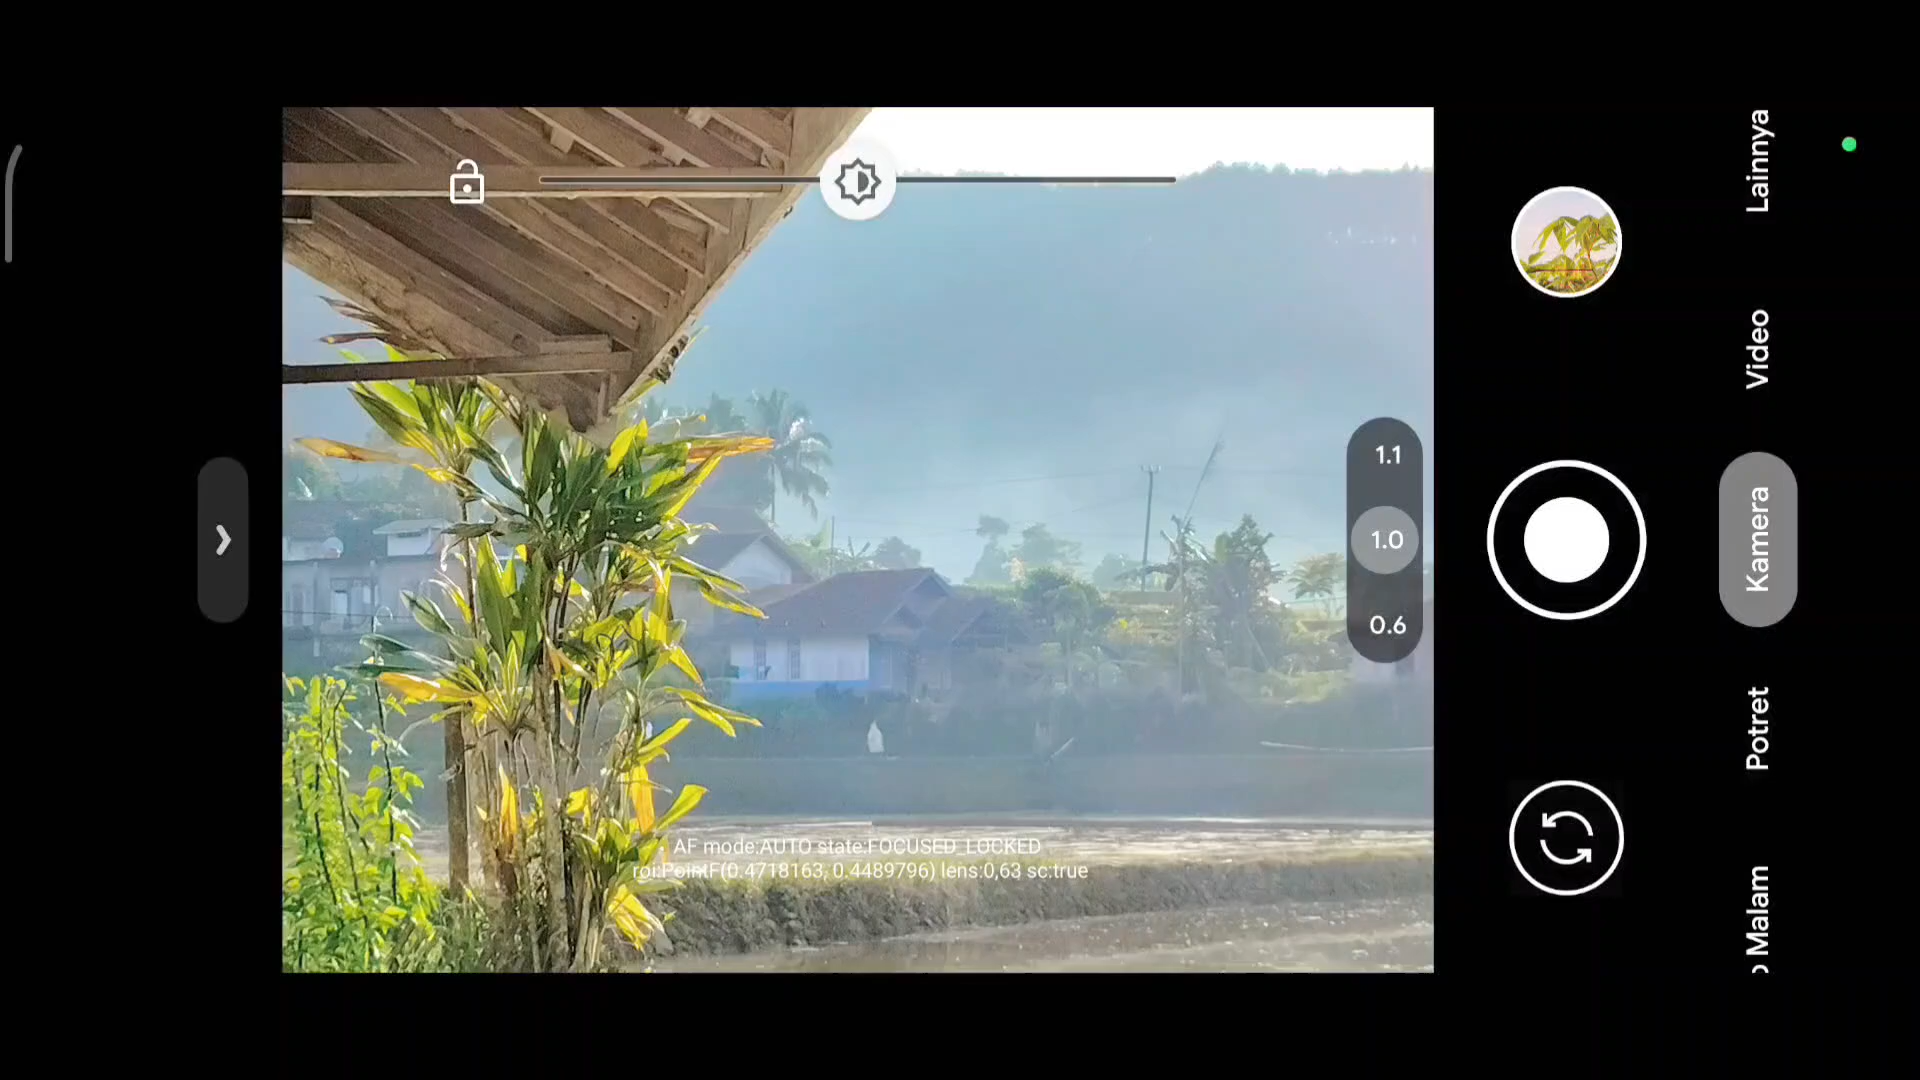 AF mode:AUTO state:FOCUSED_LOCKED
roi:PointF(0.4718163, 0.4489796) lens:0,63 sc:true
1.1
1.0
0.6
Lainnya
Video
Kamera
Potret
Malam